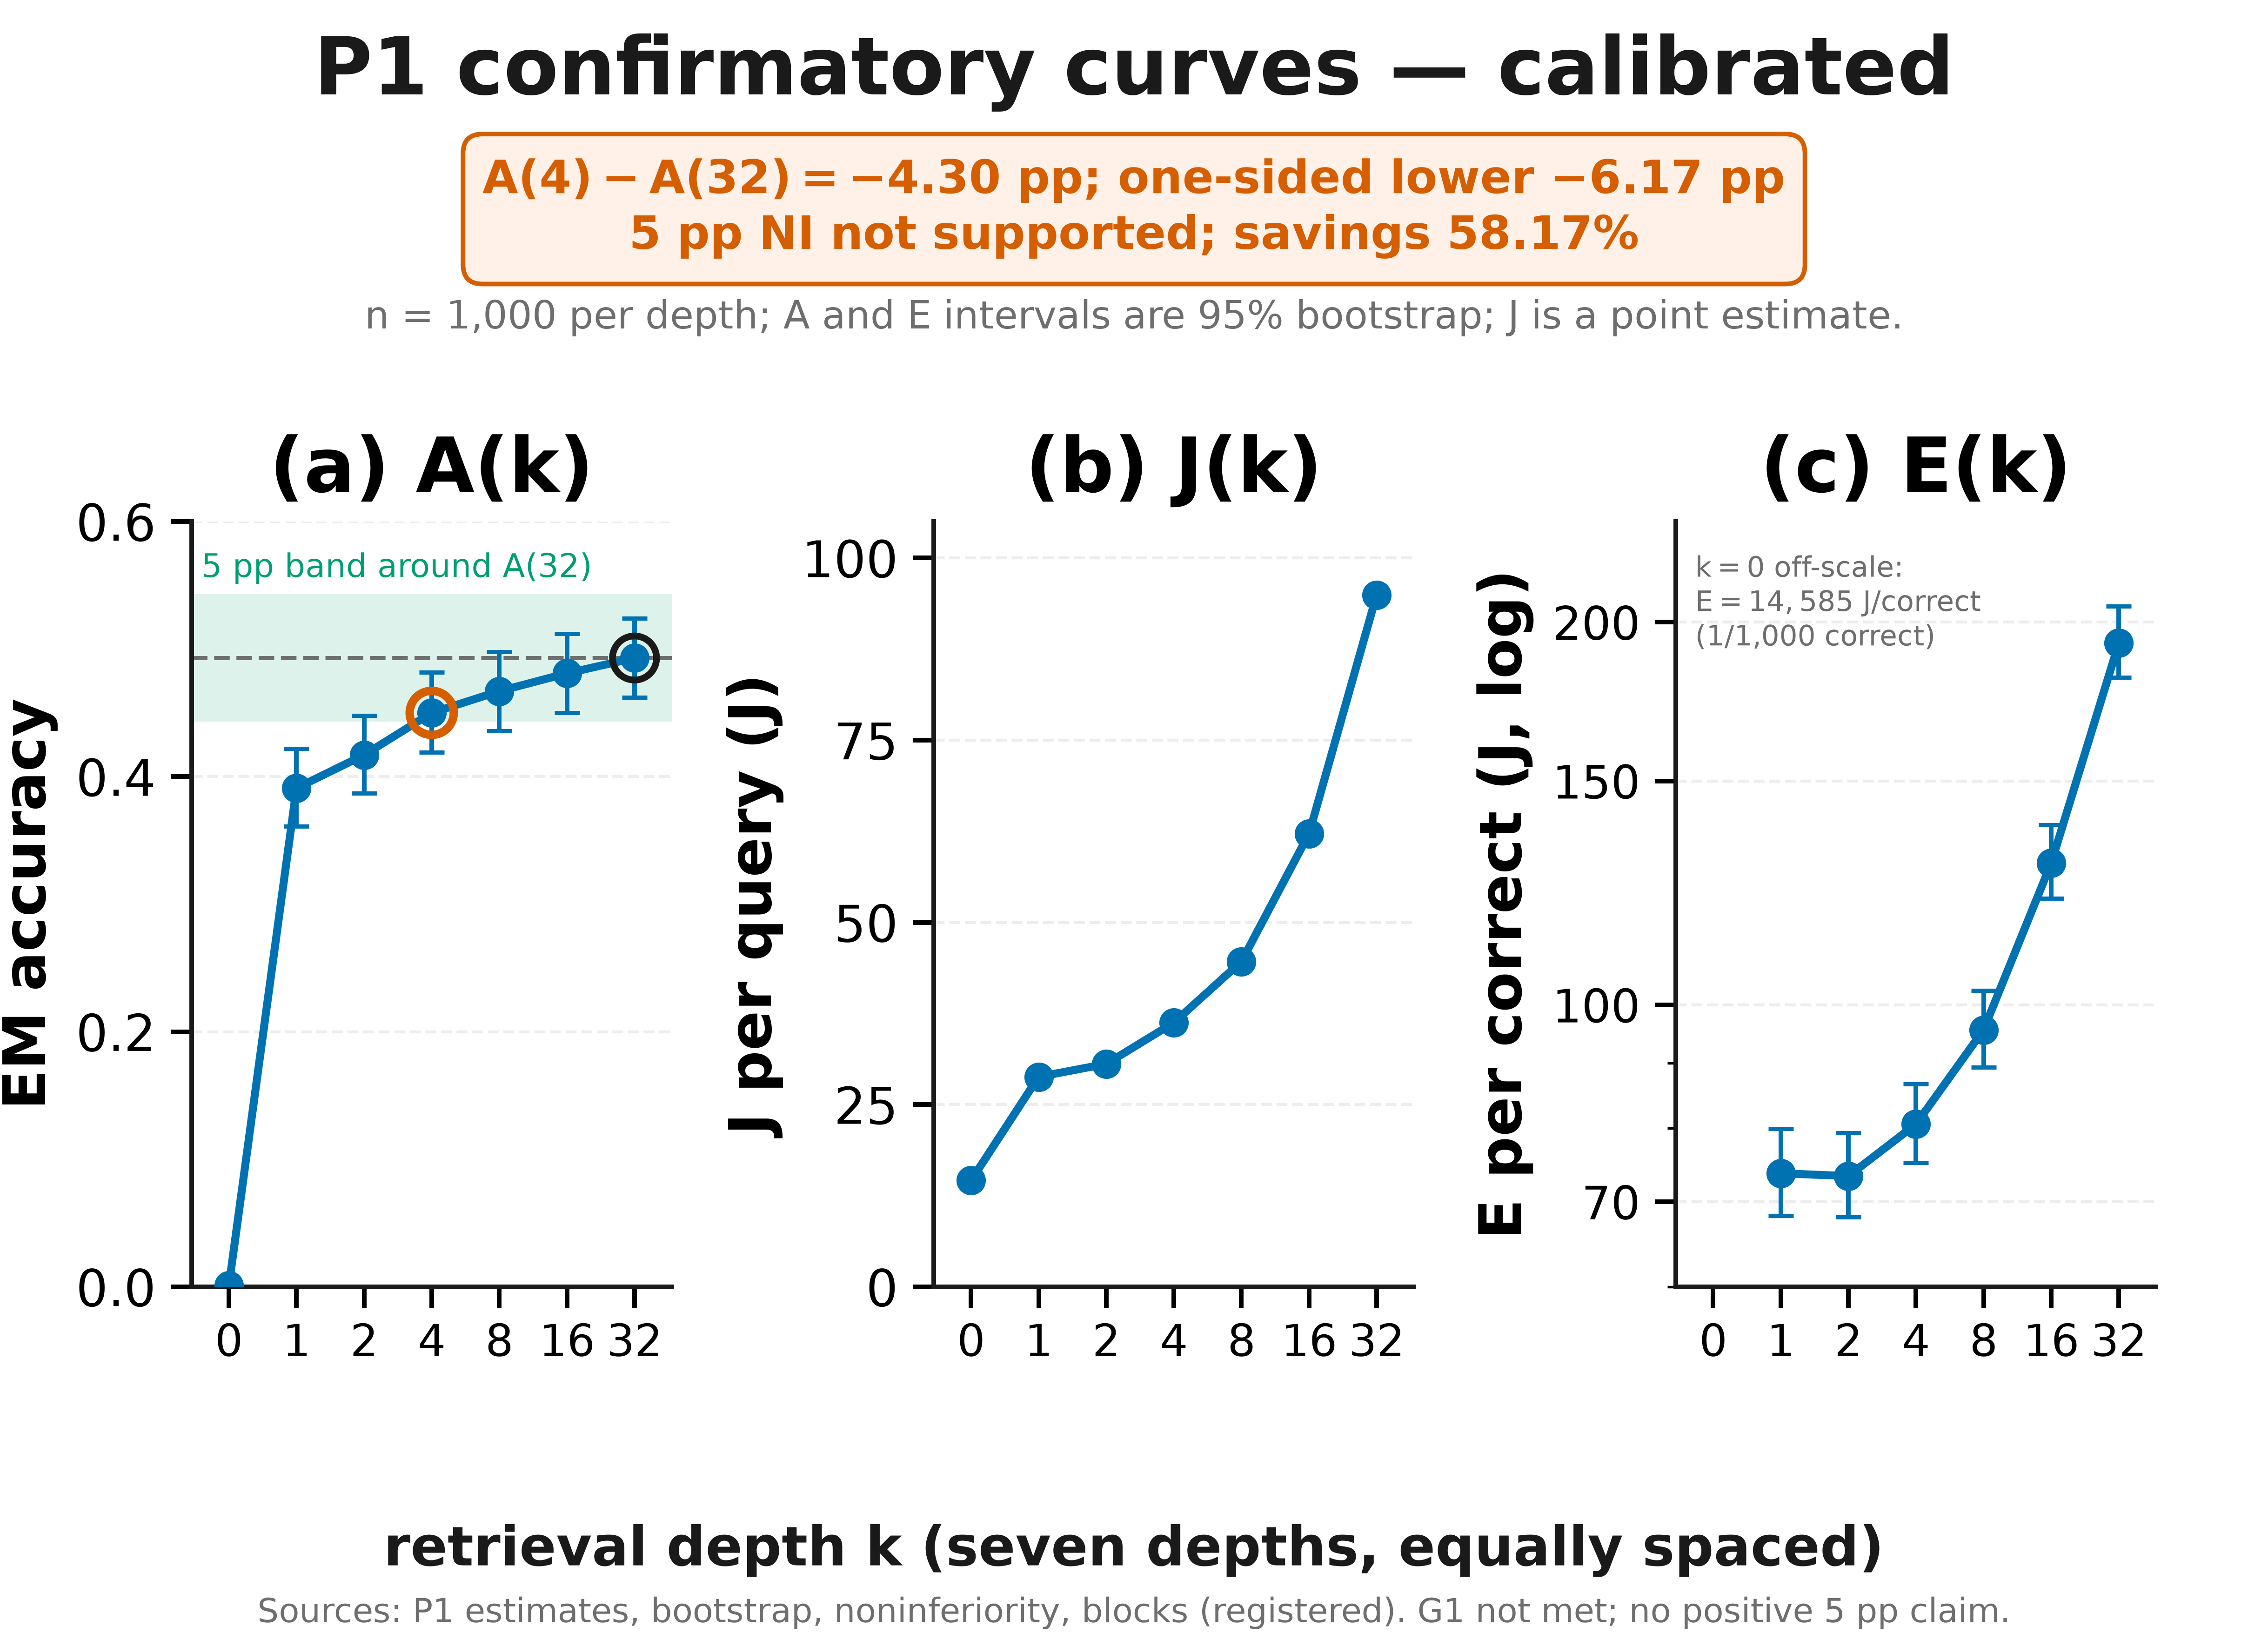 P1 confirmatory curves — calibrated
A(4) − A(32) = −4.30 pp; one-sided lower −6.17 pp
5 pp NI not supported; savings 58.17%
n = 1,000 per depth; A and E intervals are 95% bootstrap; J is a point estimate.
(a) A(k)
EM accuracy
0.6
0.4
0.2
0.0
5 pp band around A(32)
0 1 2 4 8 16 32
(b) J(k)
J per query (J)
100
75
50
25
0
0 1 2 4 8 16 32
(c) E(k)
E per correct (J, log)
200
150
100
70
k = 0 off-scale:
E = 14, 585 J/correct
(1/1,000 correct)
0 1 2 4 8 16 32
retrieval depth k (seven depths, equally spaced)
Sources: P1 estimates, bootstrap, noninferiority, blocks (registered). G1 not met; no positive 5 pp claim.